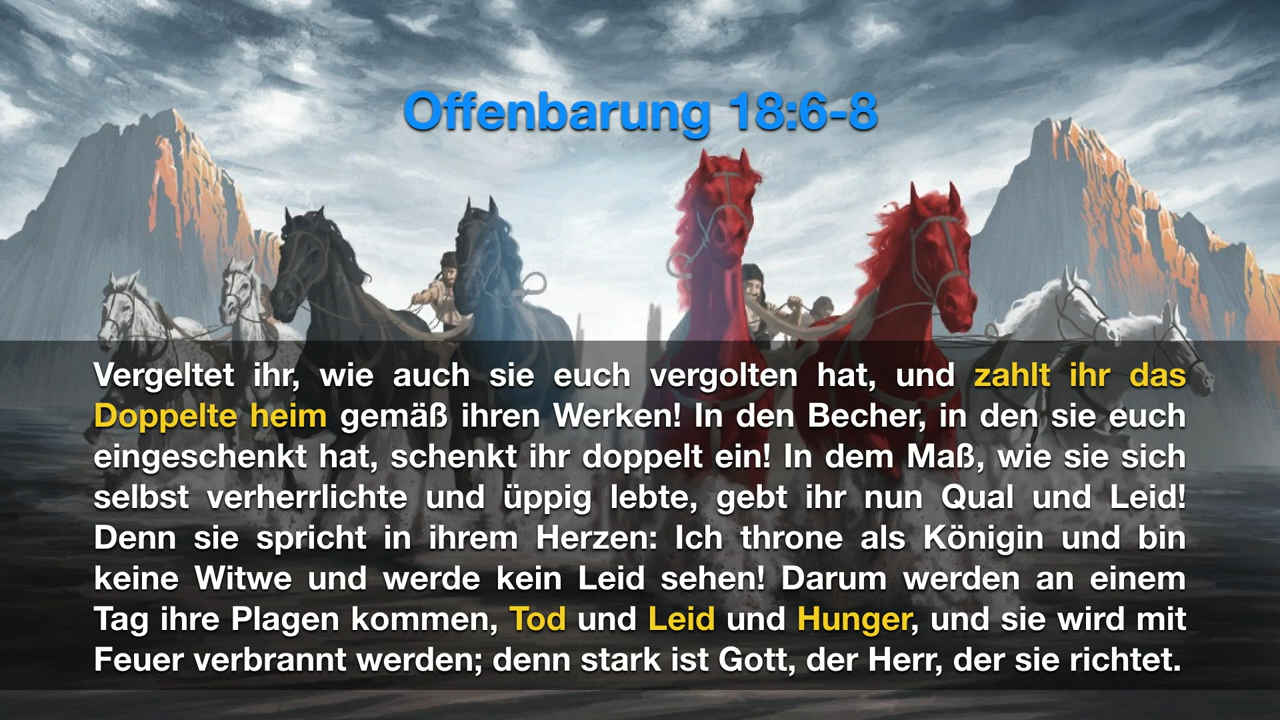 Offenbarung 18:6-8
Vergeltet ihr, wie auch sie euch vergolten hat, und zahlt ihr das
Doppelte heim gemäß ihren Werken! In den Becher, in den sie euch
eingeschenkt hat, schenkt ihr doppelt ein! In dem Maß, wie sie sich
selbst verherrlichte und üppig lebte, gebt ihr nun Qual und Leid!
Denn sie spricht in ihrem Herzen: Ich throne als Königin und bin
keine Witwe und werde kein Leid sehen! Darum werden an einem
Tag ihre Plagen kommen, Tod und Leid und Hunger, und sie wird mit
Feuer verbrannt werden; denn stark ist Gott, der Herr, der sie richtet.